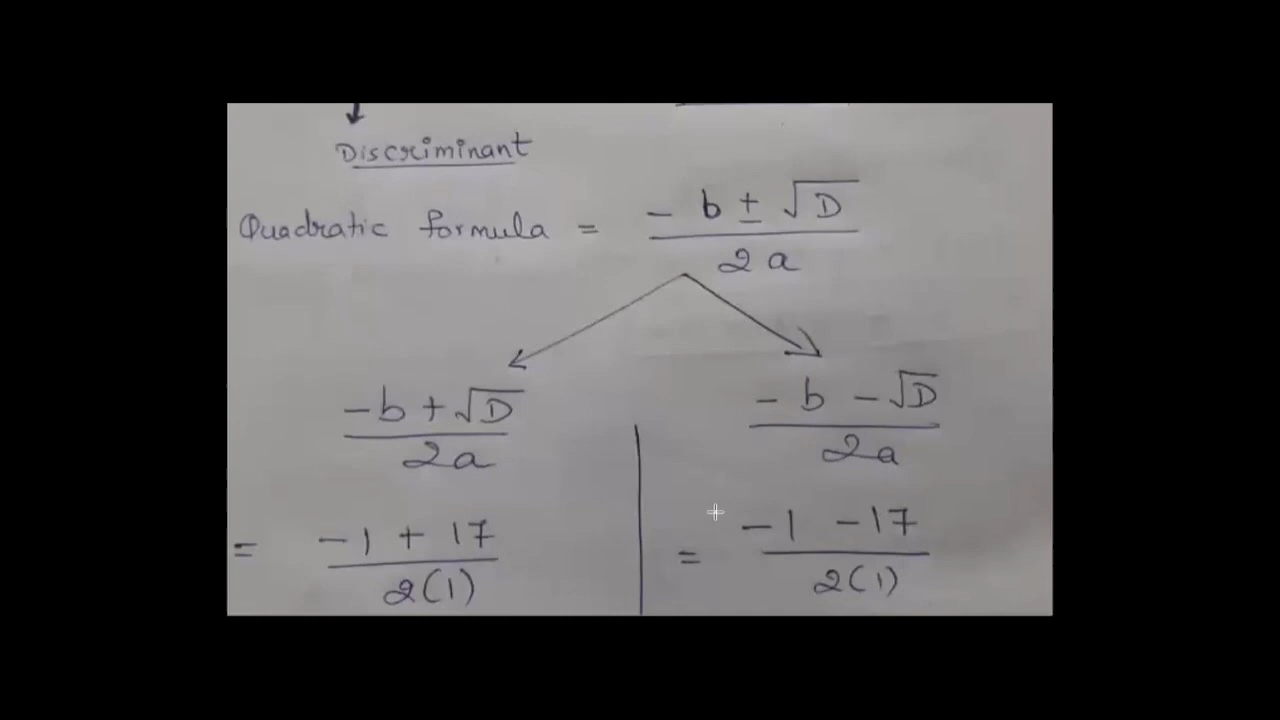 Discriminant
Quadratic formula = -b ± √D / 2a
-b + √D / 2a
-b - √D / 2a
= -1 + 17 / 2(1)
= -1 - 17 / 2(1)